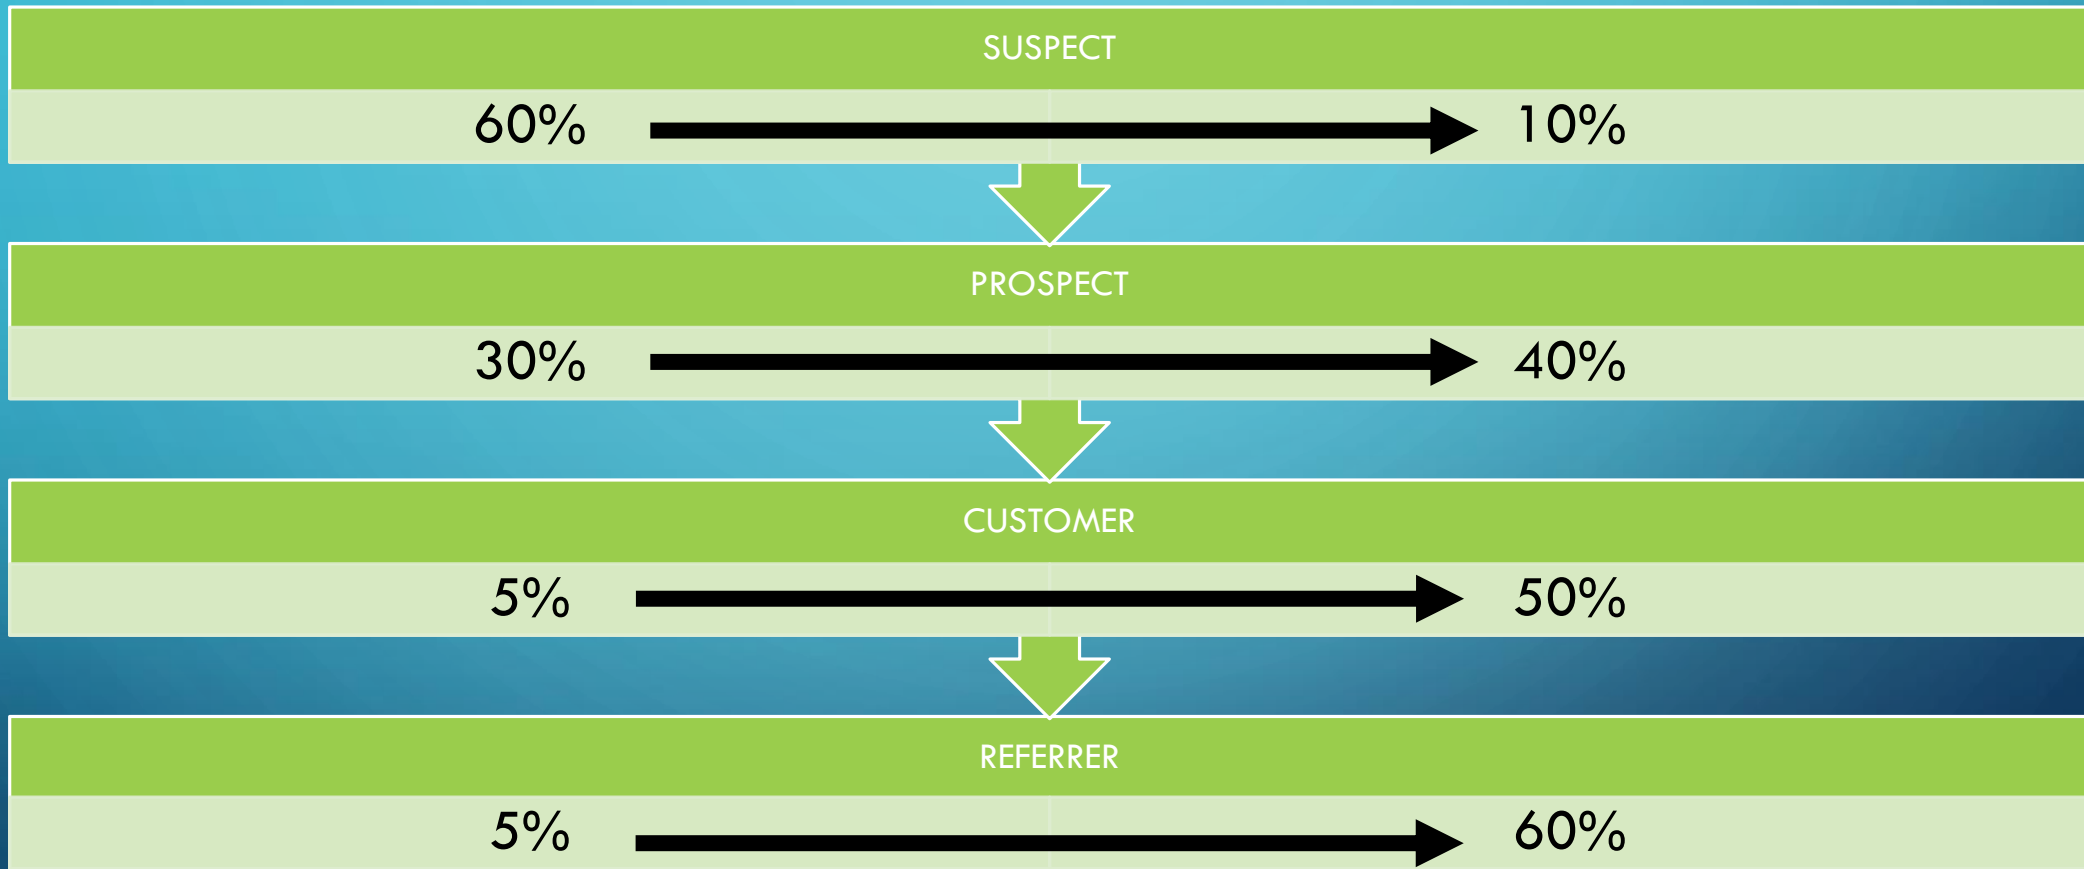 SUSPECT
60% 10%
PROSPECT
30% 40%
CUSTOMER
5% 50%
REFERRER
5% 60%